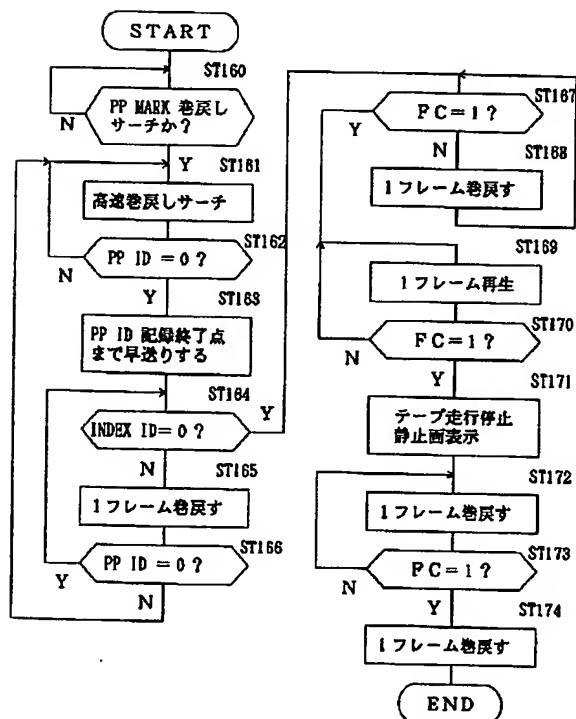 START
ST160
PP MARK 巻戻し
サーチか?
N
Y
ST161
高速巻戻しサーチ
ST162
PP ID =0?
N
Y
ST163
PP ID 記録終了点
まで早送りする
ST164
INDEX ID=0?
Y
N
ST165
1フレーム巻戻す
ST166
PP ID =0?
Y
N
ST167
FC=1?
Y
N
ST168
1フレーム巻戻す
ST169
1フレーム再生
ST170
FC=1?
N
Y
ST171
テープ走行停止
静止画表示
ST172
1フレーム巻戻す
ST173
FC=1?
N
Y
ST174
1フレーム巻戻す
END